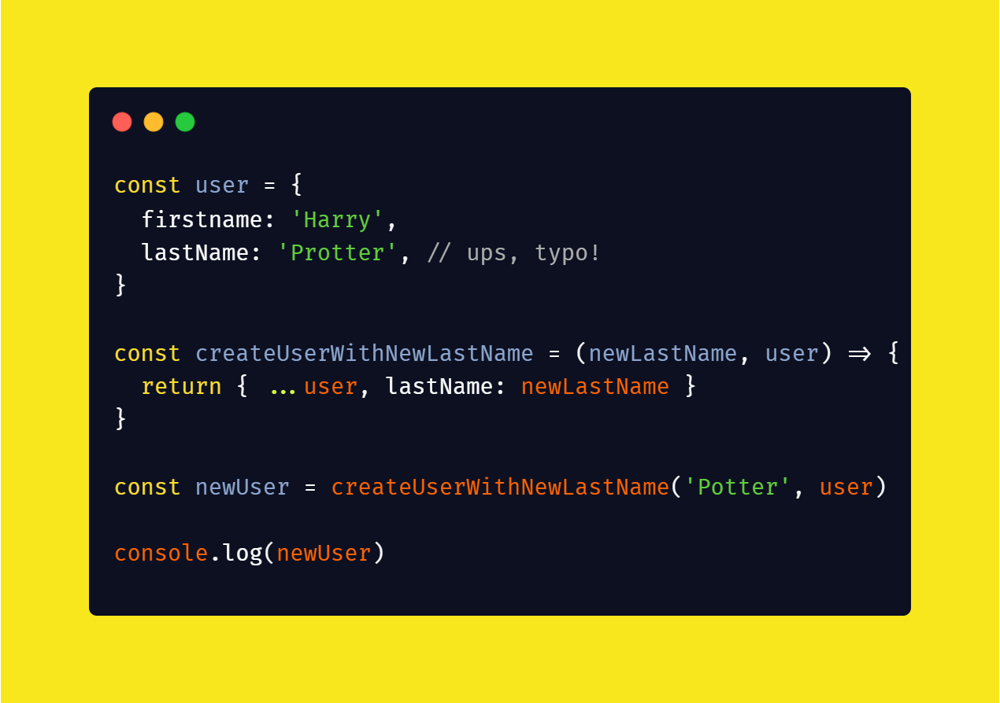 const user = {
  firstname: 'Harry',
  lastName: 'Protter', // ups, typo!
}
const createUserWithNewLastName = (newLastName, user) => {
  return { ...user, lastName: newLastName }
}
const newUser = createUserWithNewLastName('Potter', user)
console.log(newUser)